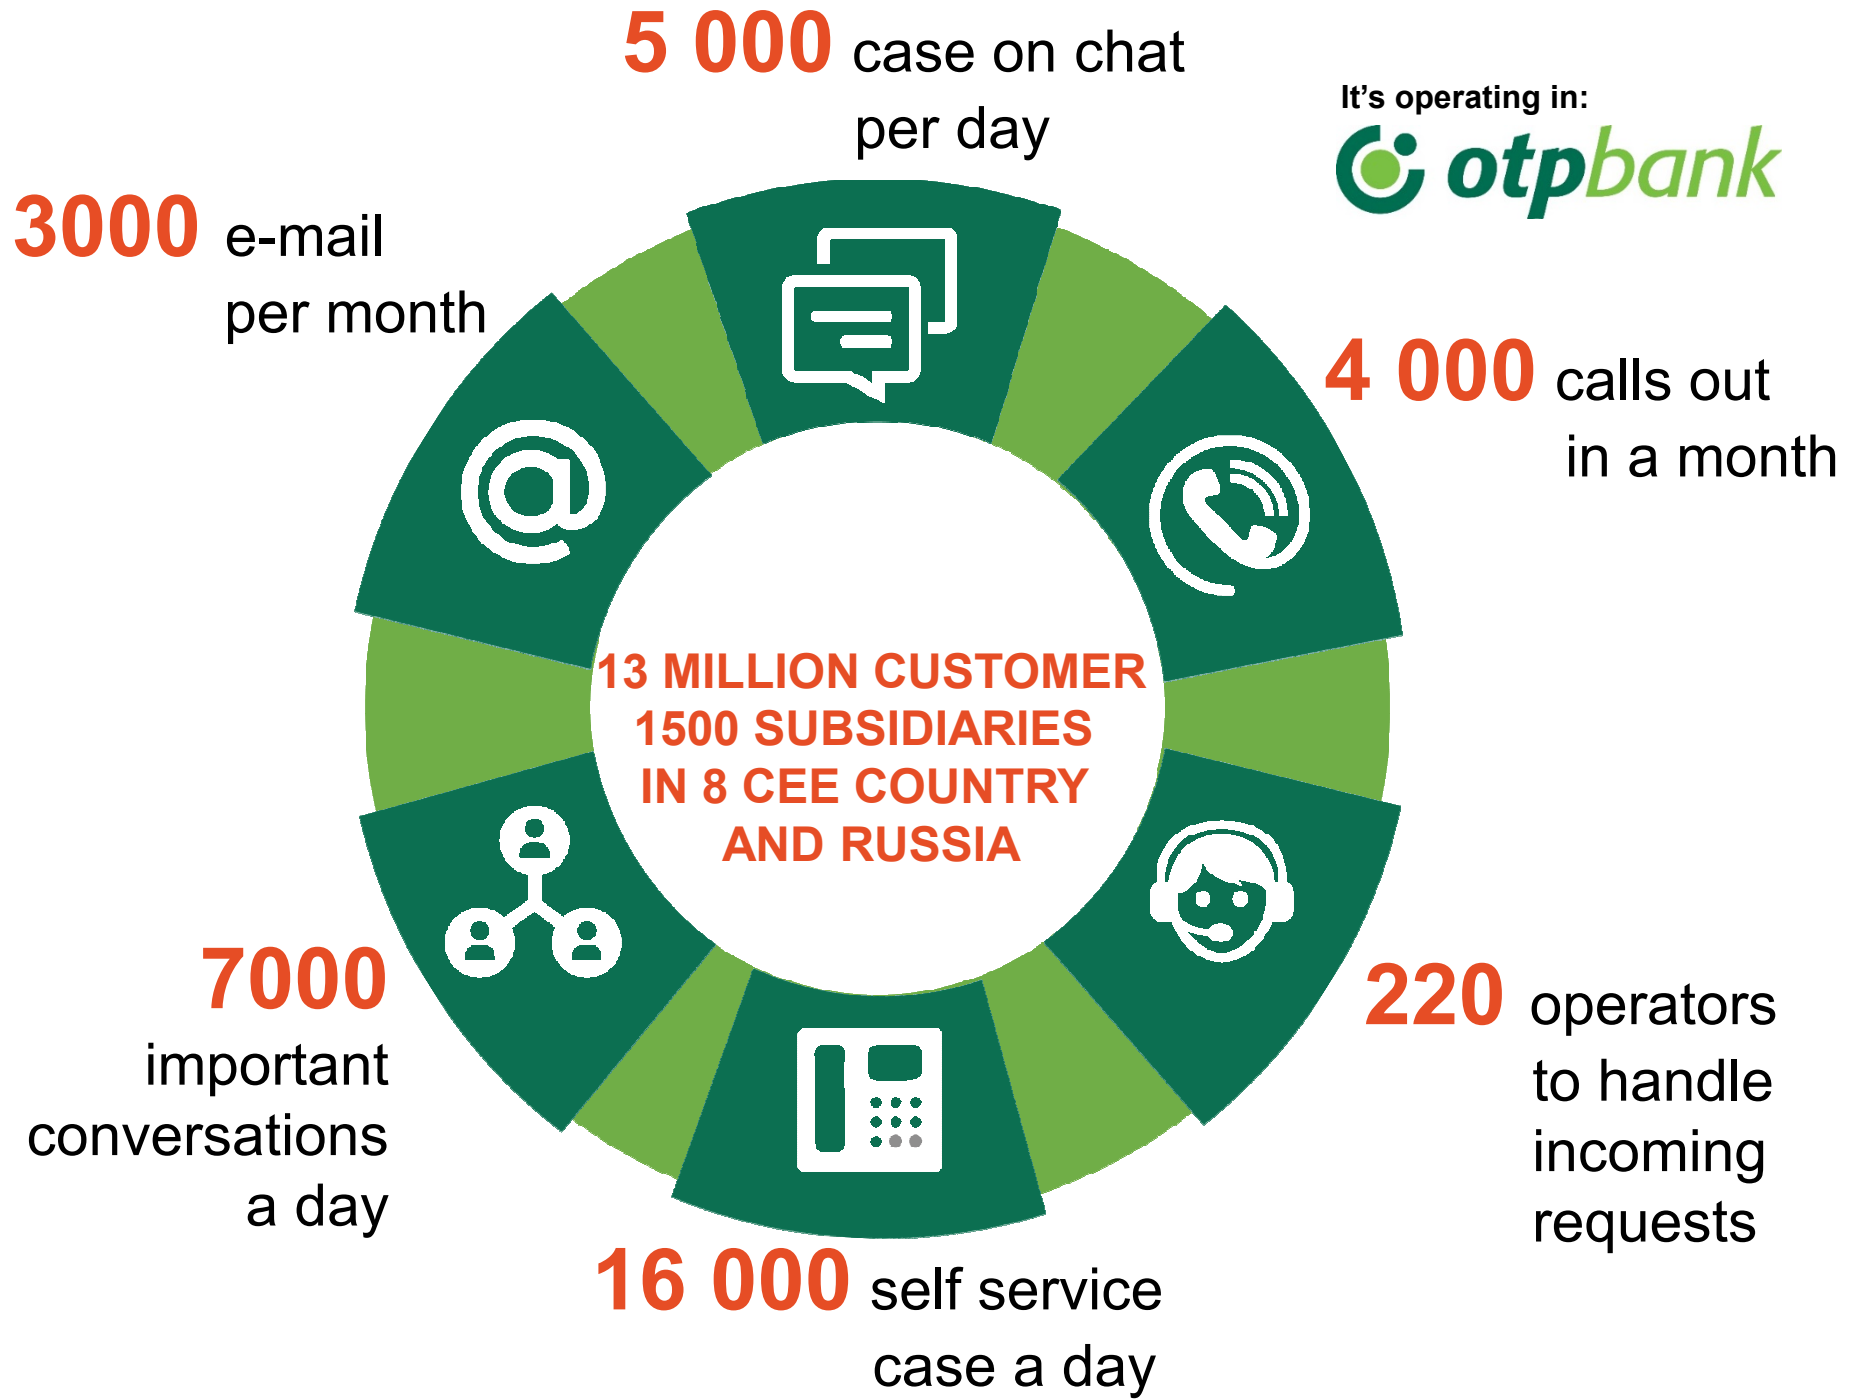 5 000 case on chat
per day
It's operating in:
otpbank
3000 e-mail
per month
4 000 calls out
in a month
13 MILLION CUSTOMER
1500 SUBSIDIARIES
IN 8 CEE COUNTRY
AND RUSSIA
7000
important
conversations
a day
220 operators
to handle
incoming
requests
16 000 self service
case a day